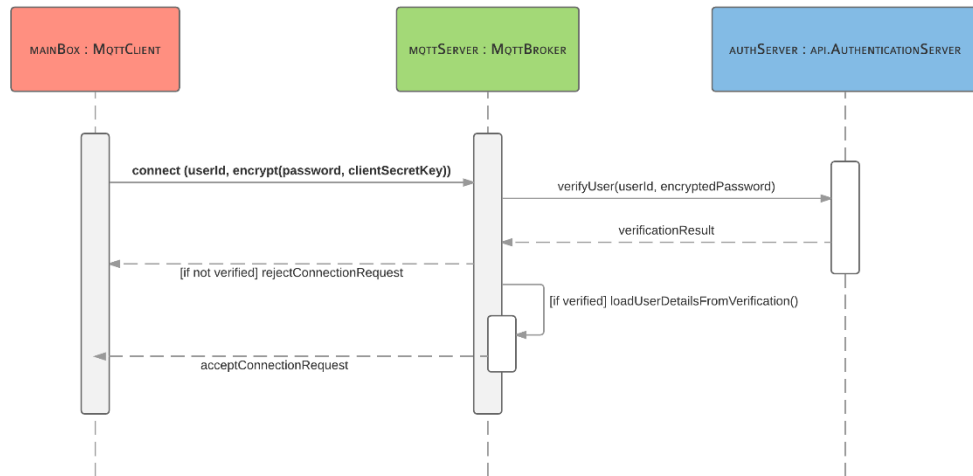 mainBox : MqttClient
mqttServer : MqttBroker
authServer : api.AuthenticationServer
connect (userId, encrypt(password, clientSecretKey))
verifyUser(userId, encryptedPassword)
verificationResult
[if not verified] rejectConnectionRequest
[if verified] loadUserDetailsFromVerification()
acceptConnectionRequest